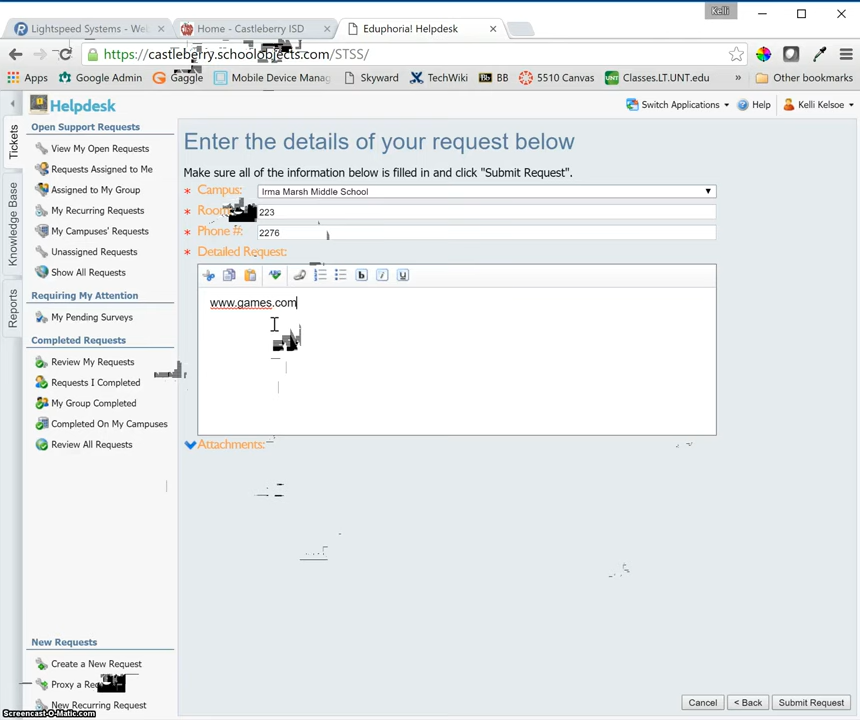 Kelli
Lightspeed Systems - Web
Home - Castleberry ISD
Eduphoria! Helpdesk
https://castleberry.schoolobjects.com/STSS/
Apps
Google Admin
Gaggle
Mobile Device Mana
Skyward
TechWiki
BB
5510 Canvas
Classes.LT.UNT.edu
»
Other bookmarks
Helpdesk
Switch Applications
Help
Kelli Kelsoe
Tickets
Knowledge Base
Reports
Open Support Requests
View My Open Requests
Requests Assigned to Me
Assigned to My Group
My Recurring Requests
My Campuses' Requests
Unassigned Requests
Show All Requests
Requiring My Attention
My Pending Surveys
Completed Requests
Review My Requests
Requests I Completed
My Group Completed
Completed On My Campuses
Review All Requests
New Requests
Create a New Request
Proxy a
New Recurring Request
Enter the details of your request below
Make sure all of the information below is filled in and click "Submit Request".
* Campus: Irma Marsh Middle School
* Room 223
* Phone #: 2276
* Detailed Request:
b i U
www.games.com
Attachments:
Cancel
< Back
Submit Request
Screencast-O-Matic.com